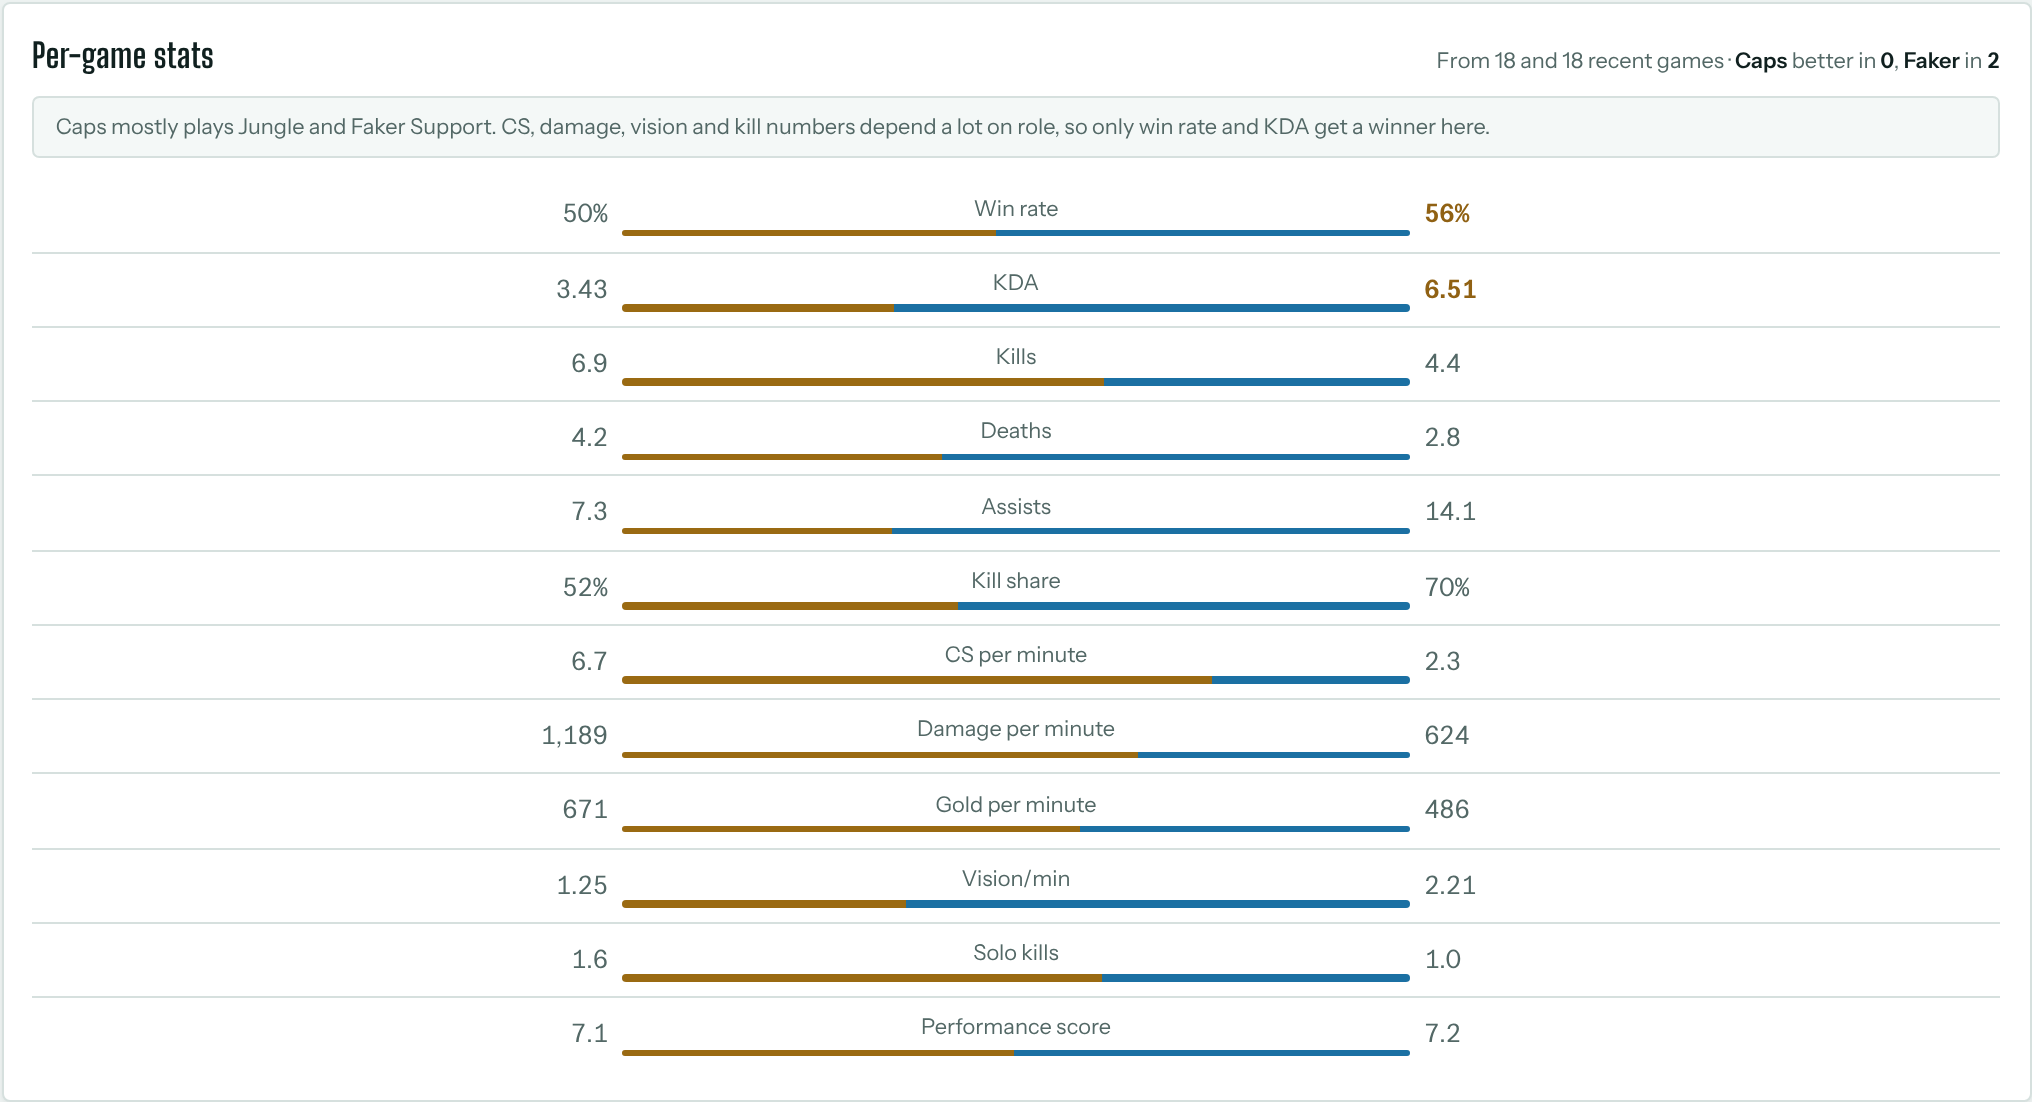 Per-game stats
From 18 and 18 recent games · Caps better in 0, Faker in 2
Caps mostly plays Jungle and Faker Support. CS, damage, vision and kill numbers depend a lot on role, so only win rate and KDA get a winner here.
50% Win rate 56%
3.43 KDA 6.51
6.9 Kills 4.4
4.2 Deaths 2.8
7.3 Assists 14.1
52% Kill share 70%
6.7 CS per minute 2.3
1,189 Damage per minute 624
671 Gold per minute 486
1.25 Vision/min 2.21
1.6 Solo kills 1.0
7.1 Performance score 7.2